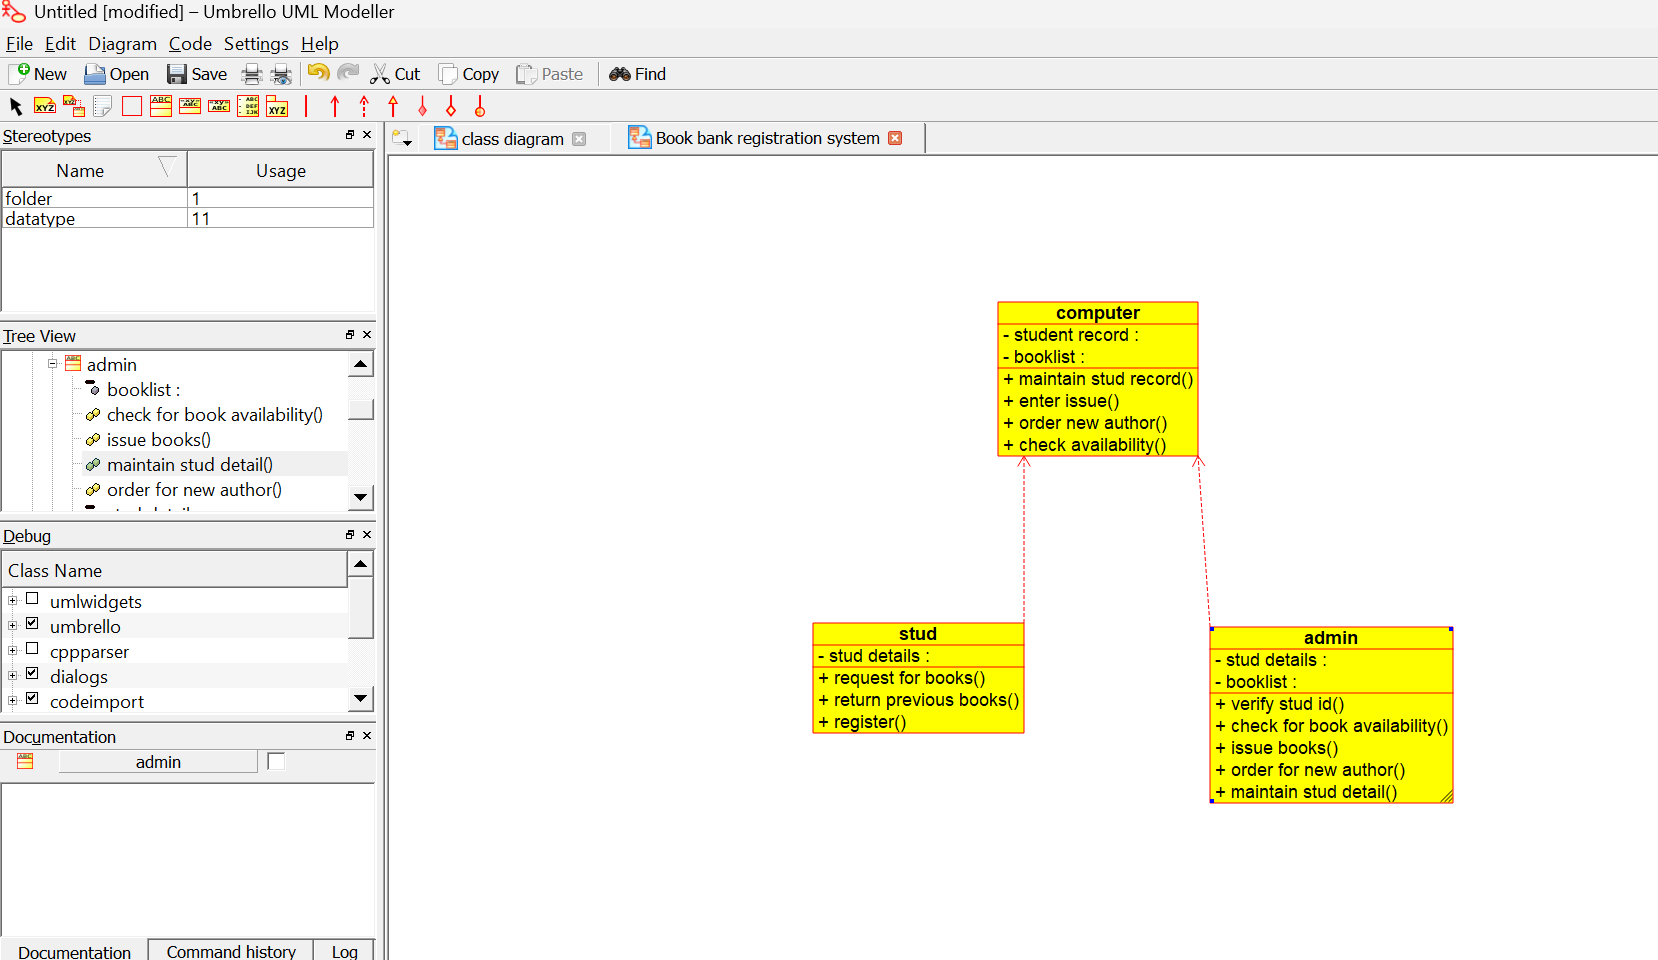 Untitled [modified] – Umbrello UML Modeller
File Edit Diagram Code Settings Help
New Open Save Cut Copy Paste Find
Stereotypes
Name Usage
folder 1
datatype 11
Tree View
admin
booklist :
check for book availability()
issue books()
maintain stud detail()
order for new author()
Debug
Class Name
umlwidgets
umbrello
cppparser
dialogs
codeimport
Documentation
admin
Documentation Command history Log
class diagram
Book bank registration system
computer
- student record :
- booklist :
+ maintain stud record()
+ enter issue()
+ order new author()
+ check availability()
stud
- stud details :
+ request for books()
+ return previous books()
+ register()
admin
- stud details :
- booklist :
+ verify stud id()
+ check for book availability()
+ issue books()
+ order for new author()
+ maintain stud detail()